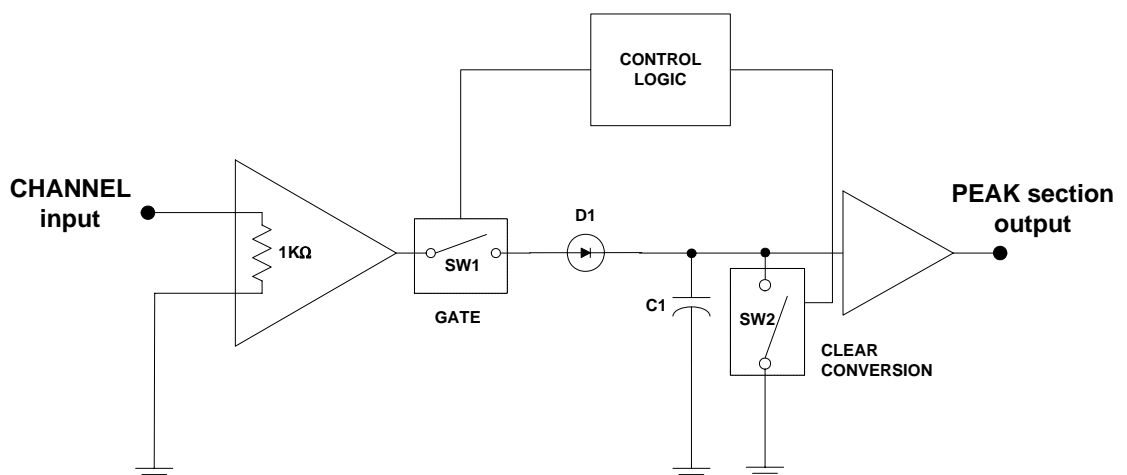 CONTROL
LOGIC
CHANNEL
input
1KΩ
SW1
GATE
D1
C1
SW2
CLEAR
CONVERSION
PEAK section
output